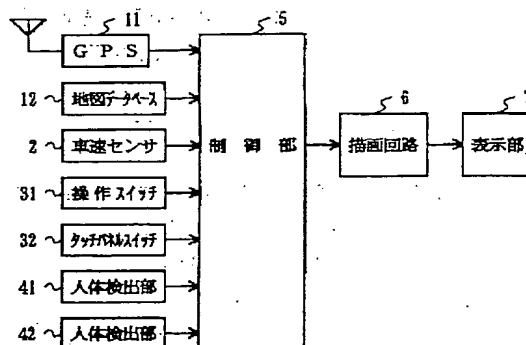 11
5
G P S
12 地図データベース
6
7
2 車速センサ
制御部
描画回路
表示部
31 操作スイッチ
32 タッチパネルスイッチ
41 人体検出部
42 人体検出部